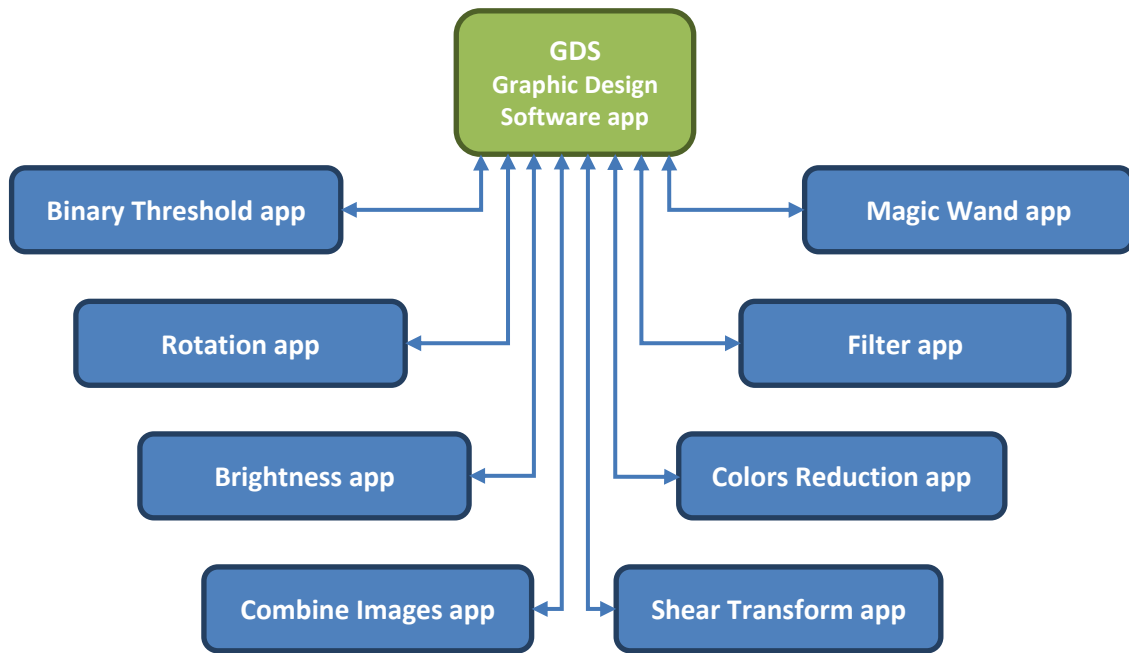 GDS
Graphic Design
Software app
Binary Threshold app
Magic Wand app
Rotation app
Filter app
Brightness app
Colors Reduction app
Combine Images app
Shear Transform app